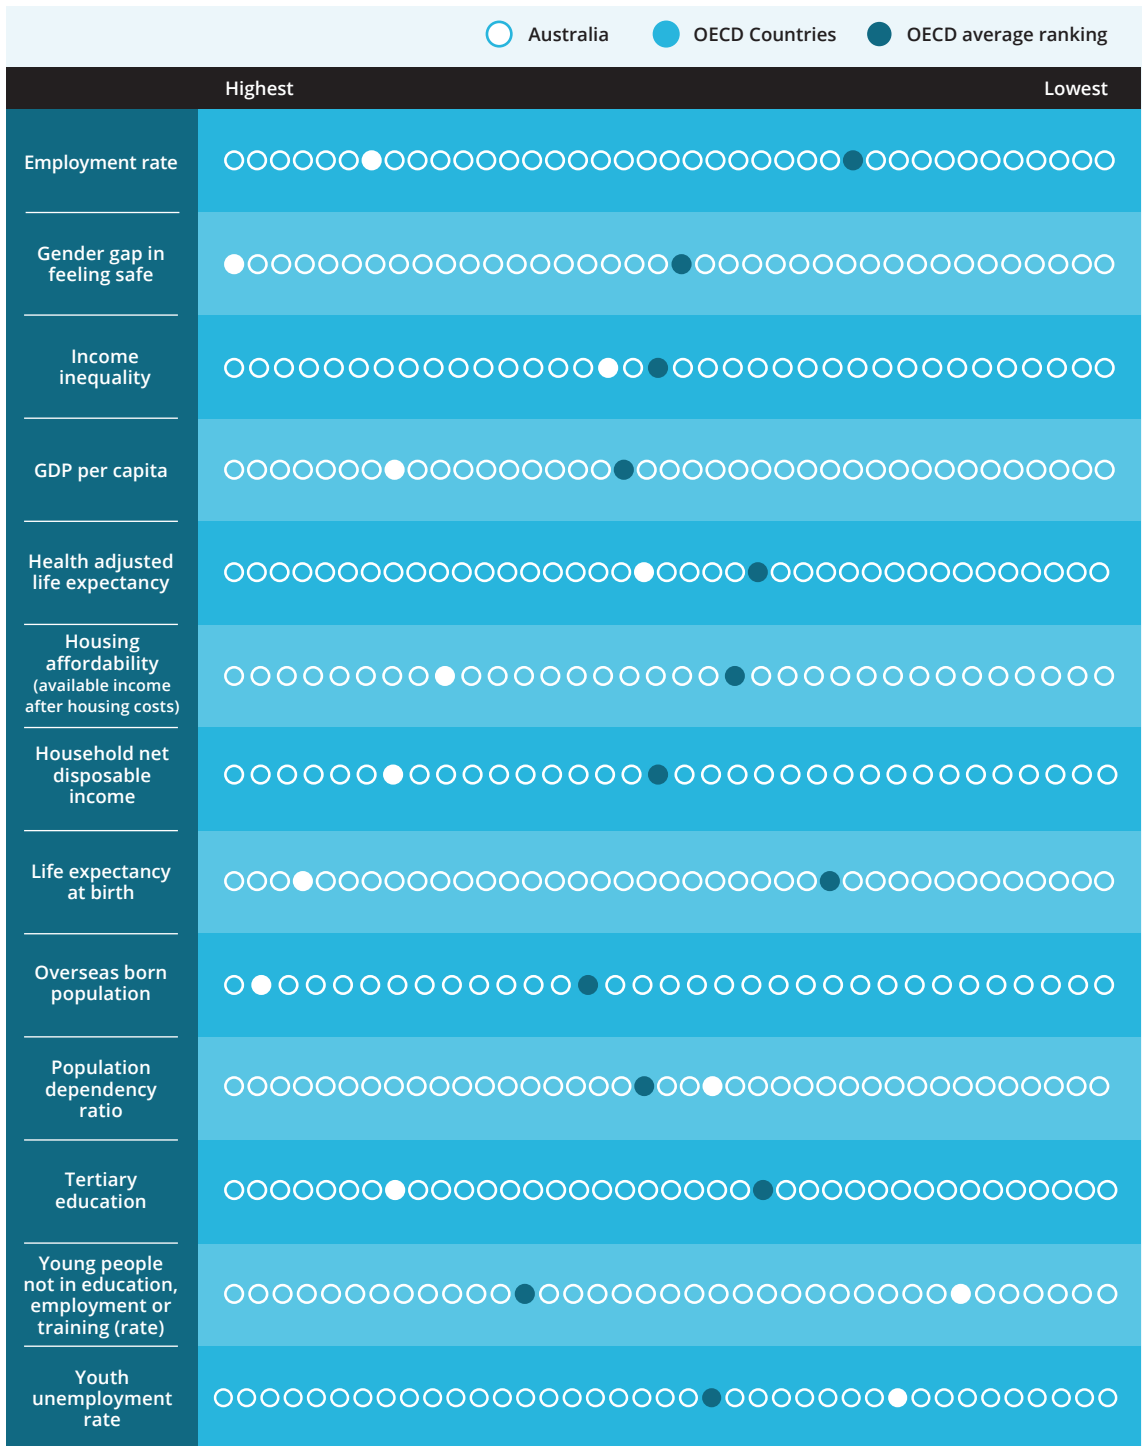 Australia
OECD Countries
OECD average ranking
Highest
Lowest
Employment rate
Gender gap in
feeling safe
Income
inequality
GDP per capita
Health adjusted
life expectancy
Housing
affordability
(available income
after housing costs)
Household net
disposable
income
Life expectancy
at birth
Overseas born
population
Population
dependency
ratio
Tertiary
education
Young people
not in education,
employment or
training (rate)
Youth
unemployment
rate